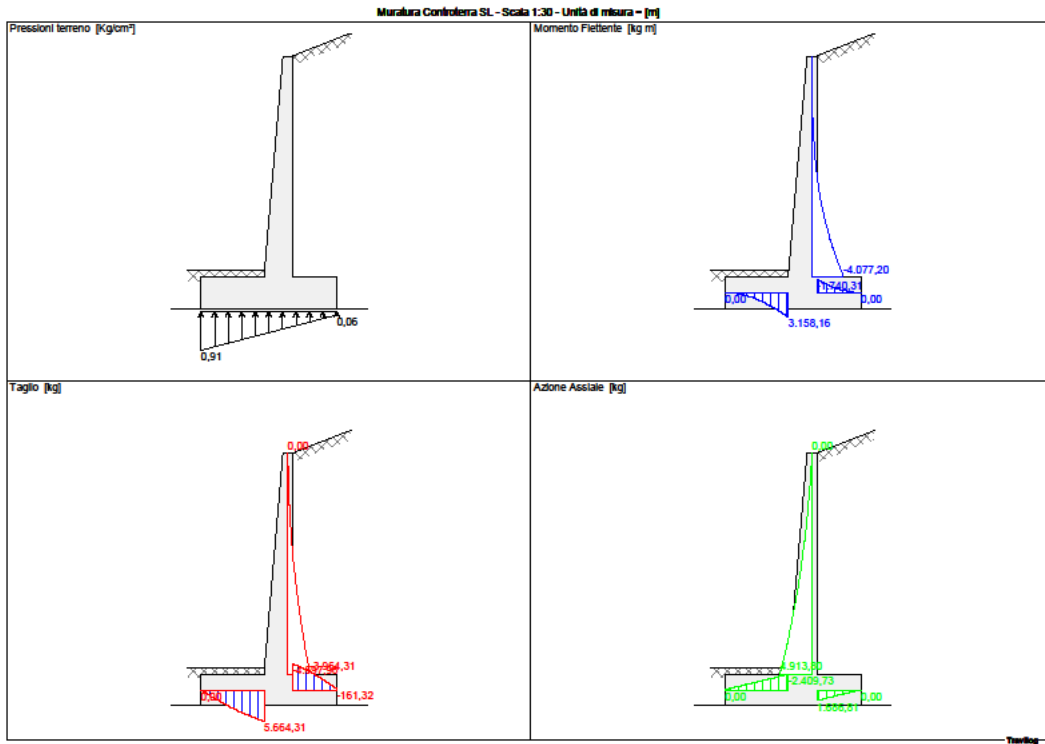 Muratura Controterra SL - Scala 1:30 - Unità di misura = [m]
Pressioni terreno [Kg/cm²]
0,91
0,06
Momento Flettente [kg m]
-4.077,20
-1.740,31
0,00
0,00
3.158,16
Taglio [kg]
0,00
-3.964,31
0,00
-161,32
5.664,31
Azione Assiale [kg]
0,00
-2.409,73
0,00
0,00
Travilog